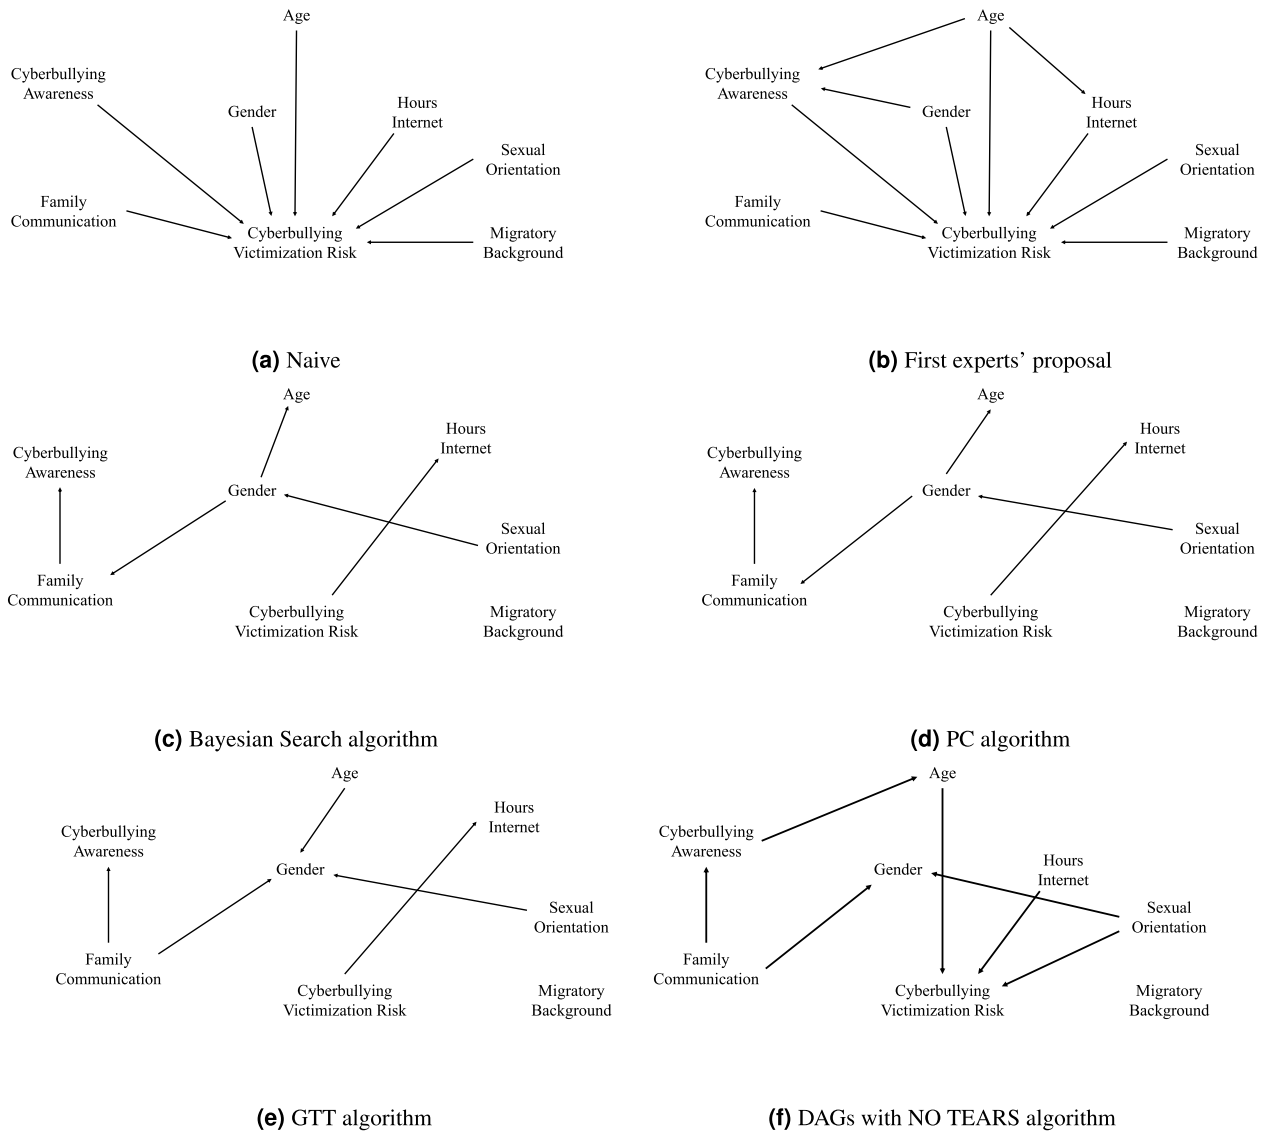 Age
Cyberbullying
Awareness
Gender
Hours
Internet
Sexual
Orientation
Family
Communication
Cyberbullying
Victimization Risk
Migratory
Background
(a) Naive
Age
Cyberbullying
Awareness
Gender
Hours
Internet
Sexual
Orientation
Family
Communication
Cyberbullying
Victimization Risk
Migratory
Background
(b) First experts’ proposal
Age
Hours
Internet
Cyberbullying
Awareness
Gender
Sexual
Orientation
Family
Communication
Cyberbullying
Victimization Risk
Migratory
Background
(c) Bayesian Search algorithm
Age
Hours
Internet
Cyberbullying
Awareness
Gender
Sexual
Orientation
Family
Communication
Cyberbullying
Victimization Risk
Migratory
Background
(d) PC algorithm
Age
Hours
Internet
Cyberbullying
Awareness
Gender
Sexual
Orientation
Family
Communication
Cyberbullying
Victimization Risk
Migratory
Background
(e) GTT algorithm
Age
Cyberbullying
Awareness
Gender
Hours
Internet
Sexual
Orientation
Family
Communication
Cyberbullying
Victimization Risk
Migratory
Background
(f) DAGs with NO TEARS algorithm